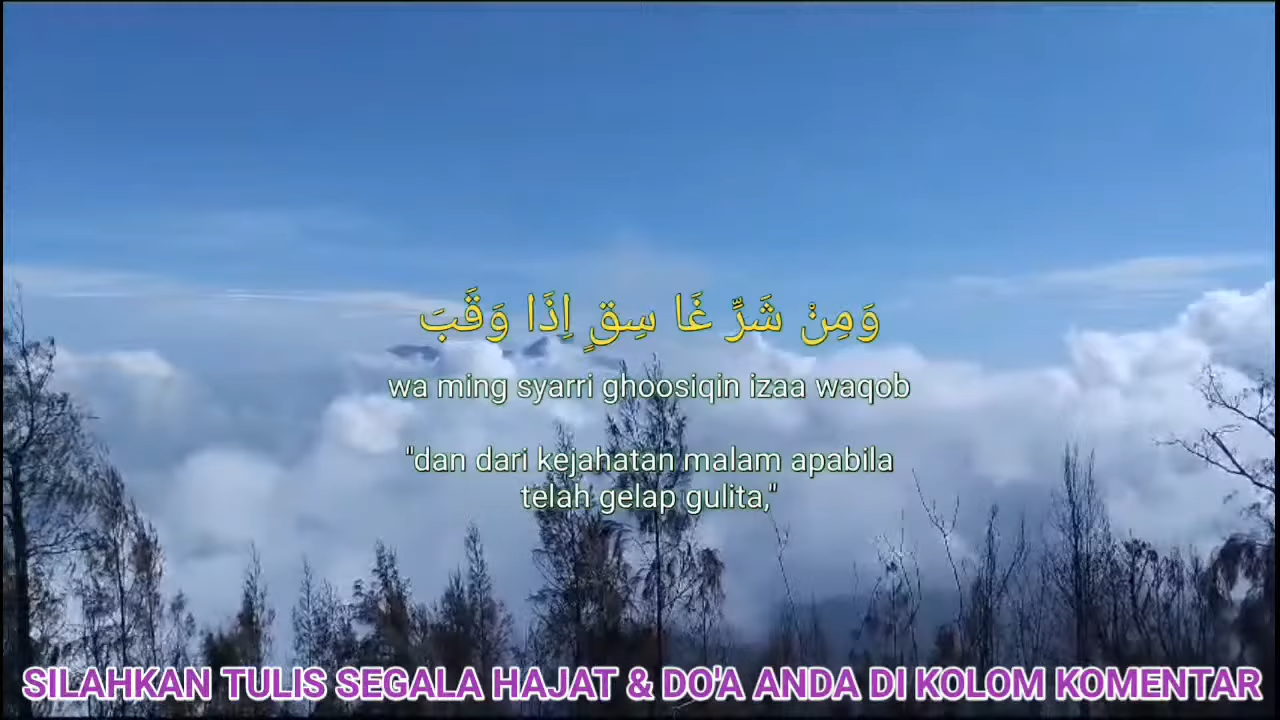 وَمِنْ شَرِّ غَا سِقٍ اِذَا وَقَبَ
wa ming syarri ghoosiqin izaa waqob
"dan dari kejahatan malam apabila
telah gelap gulita,"
SILAHKAN TULIS SEGALA HAJAT & DO'A ANDA DI KOLOM KOMENTAR